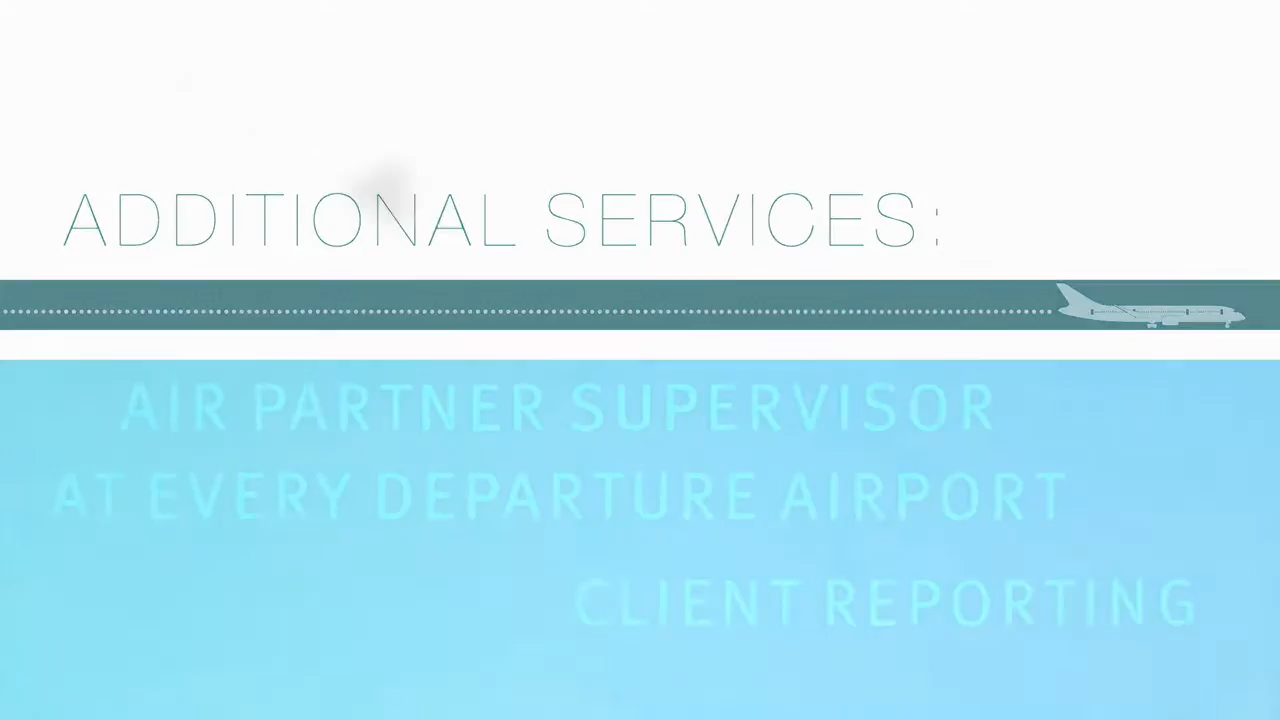 ADDITIONAL SERVICES:
AIR PARTNER SUPERVISOR
AT EVERY DEPARTURE AIRPORT
CLIENT REPORTING